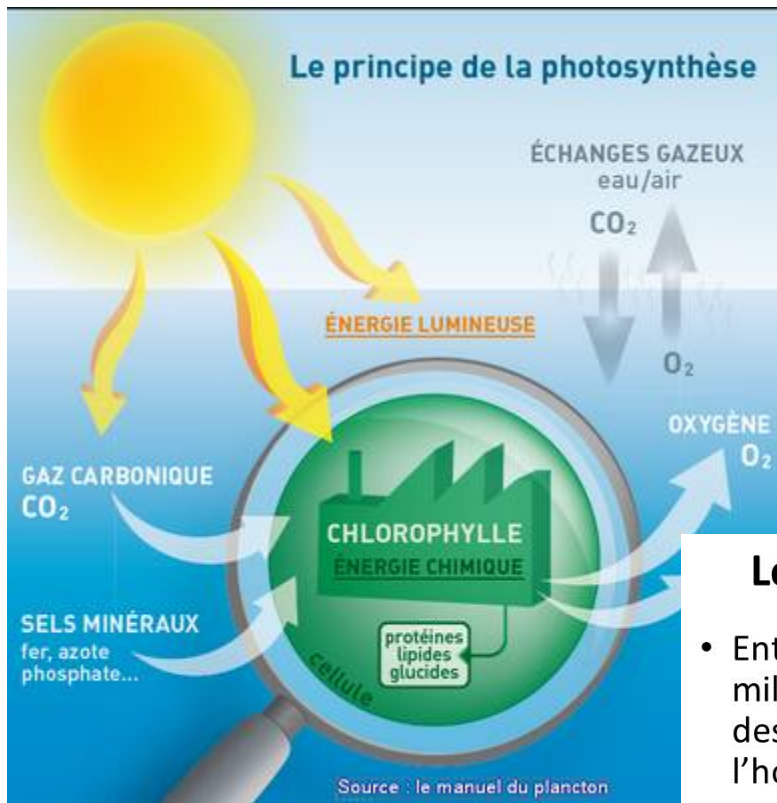 Le principe de la photosynthèse
ÉCHANGES GAZEUX
eau/air
CO₂
ÉNERGIE LUMINEUSE
O₂
OXYGÈNE
O₂
GAZ CARBONIQUE
CO₂
CHLOROPHYLLE
ÉNERGIE CHIMIQUE
SELS MINÉRAUX
fer, azote
phosphate...
protéines
lipides
glucides
cellule
Source : le manuel du plancton